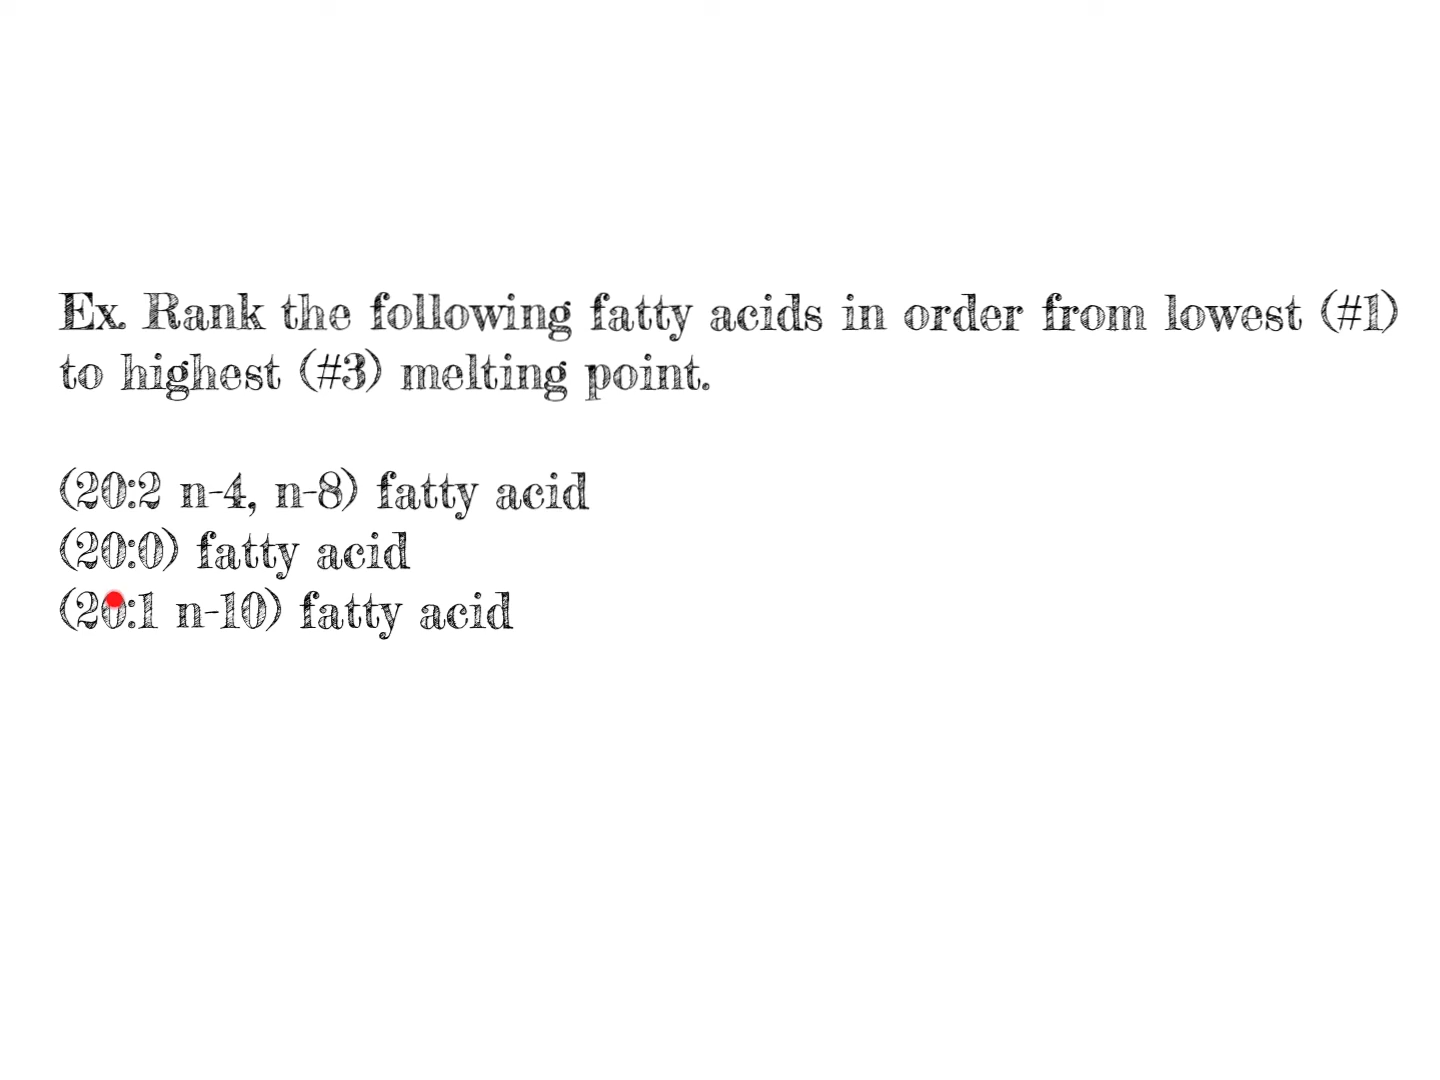 Ex. Rank the following fatty acids in order from lowest (#1)
to highest (#3) melting point.
(20:2 n-4, n-8) fatty acid
(20:0) fatty acid
(20:1 n-10) fatty acid